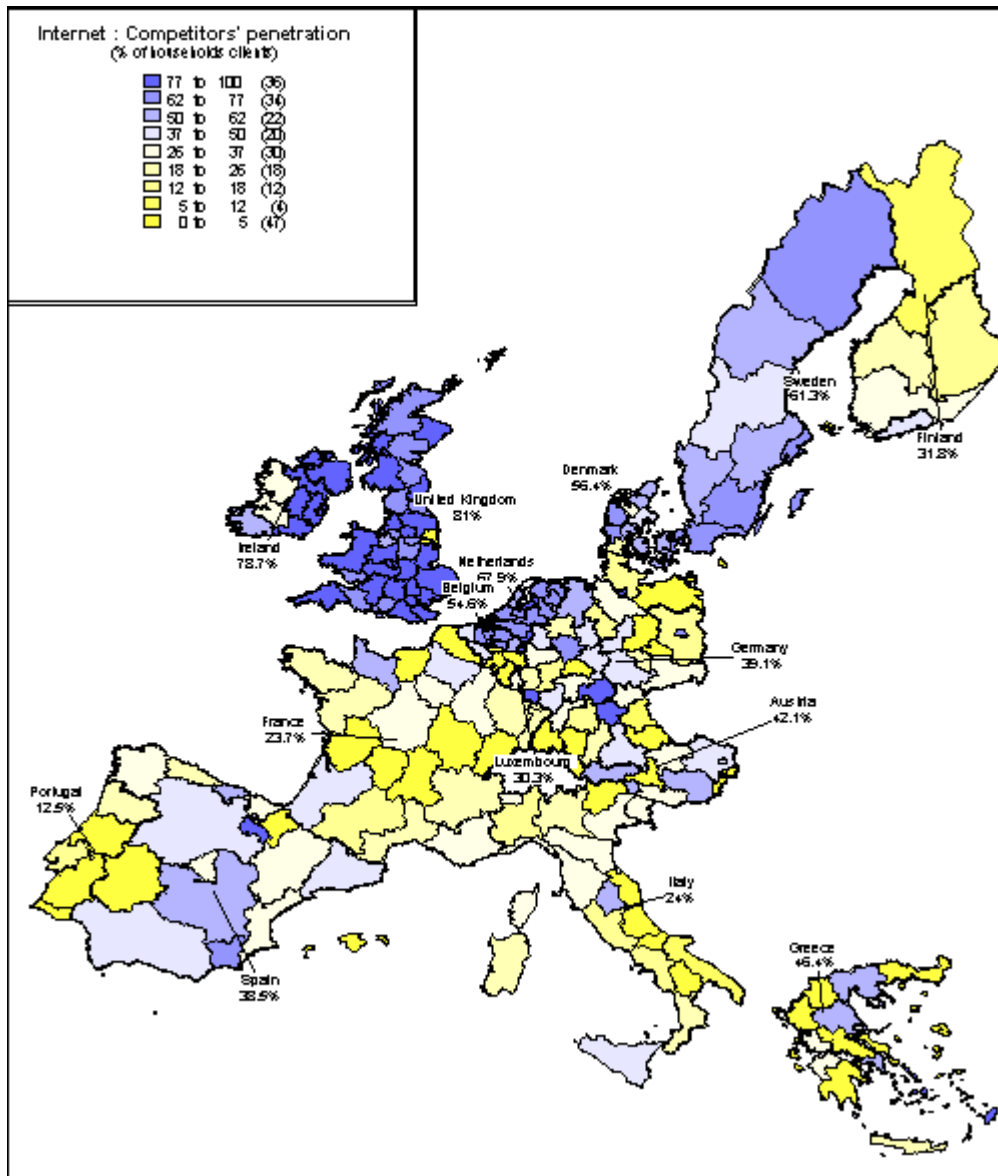 Internet : Competitors' penetration
(% of households clients)
77 to 100 (36)
62 to 77 (34)
50 to 62 (22)
37 to 50 (20)
26 to 37 (30)
18 to 26 (18)
12 to 18 (12)
5 to 12 (4)
0 to 5 (47)
Sweden
61.3%
Finland
31.8%
Denmark
56.4%
United Kingdom
81%
Ireland
78.7%
Netherlands
67.9%
Belgium
54.6%
Germany
39.1%
Austria
42.1%
France
23.7%
Luxembourg
30.3%
Portugal
12.5%
Italy
24%
Greece
46.4%
Spain
38.5%